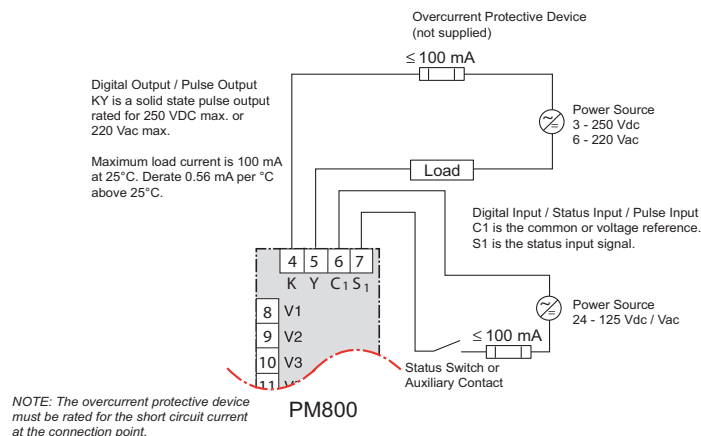 Overcurrent Protective Device
(not supplied)
≤ 100 mA
Digital Output / Pulse Output
KY is a solid state pulse output
rated for 250 VDC max. or
220 Vac max.
Maximum load current is 100 mA
at 25°C. Derate 0.56 mA per °C
above 25°C.
Power Source
3 - 250 Vdc
6 - 220 Vac
Load
Digital Input / Status Input / Pulse Input
C1 is the common or voltage reference.
S1 is the status input signal.
4 5 6 7
K Y C1 S1
8 V1
9 V2
10 V3
11
Power Source
24 - 125 Vdc / Vac
≤ 100 mA
Status Switch or
Auxiliary Contact
PM800
NOTE: The overcurrent protective device
must be rated for the short circuit current
at the connection point.